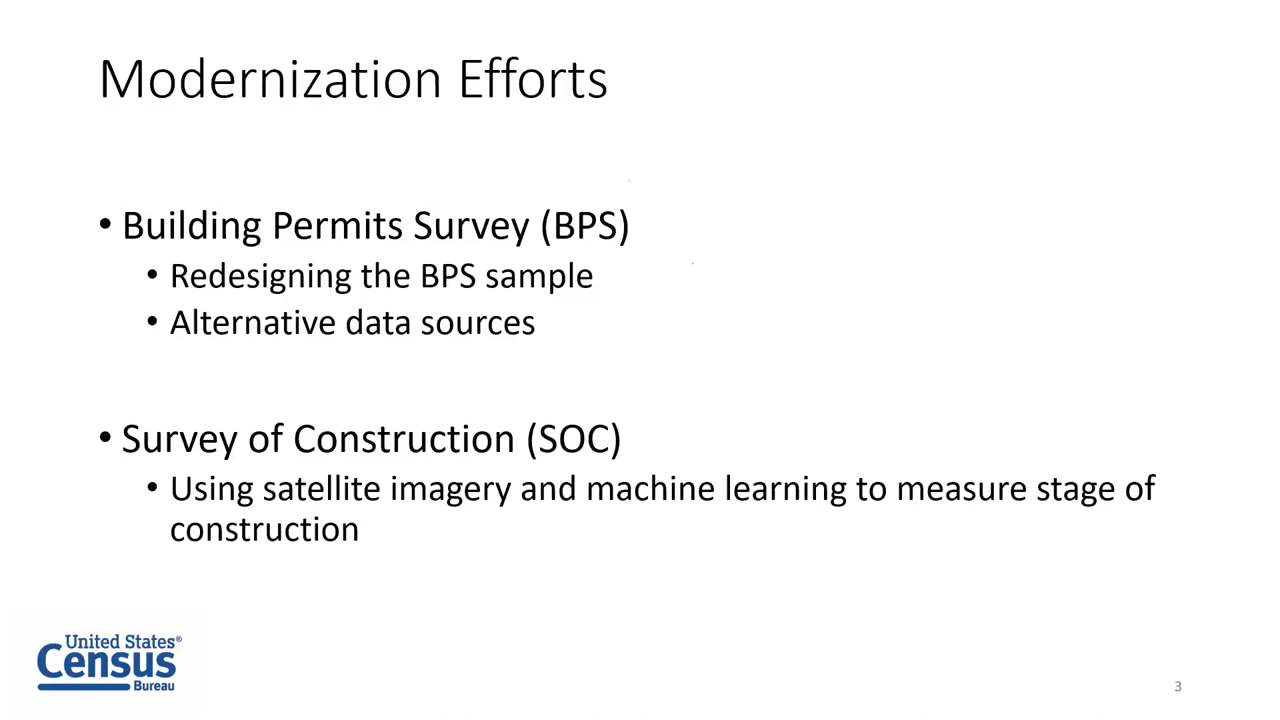 Modernization Efforts
• Building Permits Survey (BPS)
• Redesigning the BPS sample
• Alternative data sources
• Survey of Construction (SOC)
• Using satellite imagery and machine learning to measure stage of
construction
United States®
Census
Bureau
3